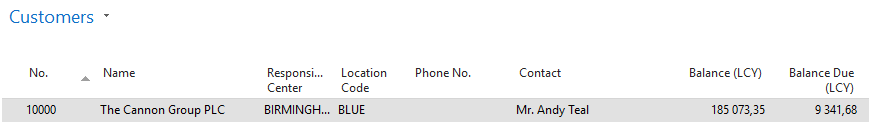 Customers
No. Name Responsi... Center Location Code Phone No. Contact Balance (LCY) Balance Due (LCY)
10000 The Cannon Group PLC BIRMINGH... BLUE Mr. Andy Teal 185 073,35 9 341,68